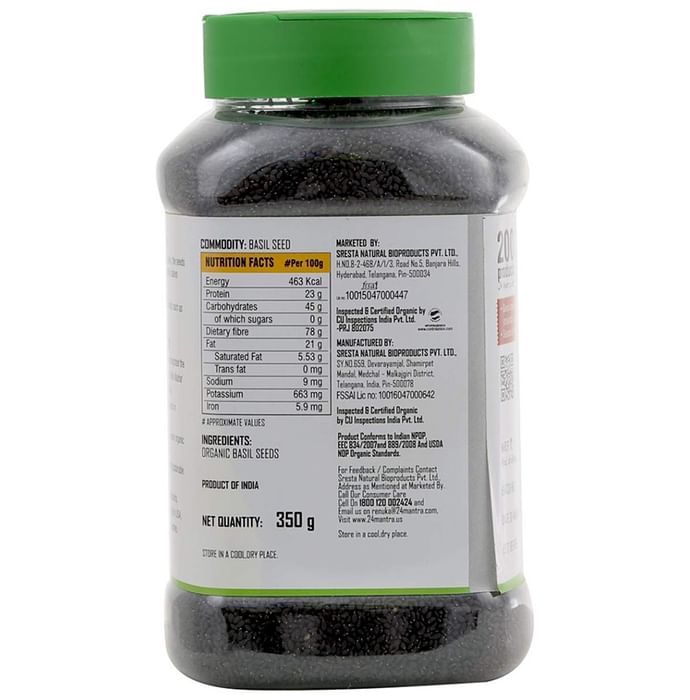 COMMODITY: BASIL SEED
NUTRITION FACTS #Per 100g
Energy 463 Kcal
Protein 23 g
Carbohydrates 45 g
of which sugars 0 g
Dietary fibre 78 g
Fat 21 g
Saturated Fat 5.53 g
Trans fat 0 mg
Sodium 9 mg
Potassium 663 mg
Iron 5.9 mg
# APPROXIMATE VALUES
INGREDIENTS:
ORGANIC BASIL SEEDS
PRODUCT OF INDIA
NET QUANTITY: 350 g
STORE IN A COOL,DRY PLACE.
MARKETED BY:
SRESTA NATURAL BIOPRODUCTS PVT. LTD.,
H.NO.8-2-468/A/1/3, Road No.5, Banjara Hills,
Hyderabad, Telangana, Pin-500034
fssai
10015047000447
Inspected & Certified Organic by
CU Inspections India Pvt. Ltd.
-PRJ 802075
MANUFACTURED BY:
SRESTA NATURAL BIOPRODUCTS PVT. LTD.,
SY.NO.659, Devarayamjal, Shamirpet
Mandal, Medchal - Malkajgiri District,
Telangana, India, Pin-500078
FSSAI Lic no: 10016047000642
Inspected & Certified Organic
by CU Inspections India Pvt. Ltd.
Product Conforms to Indian NPOP,
EEC 834/2007and 889/2008 And USDA
NOP Organic Standards.
For Feedback / Complaints Contact
Sresta Natural Bioproducts Pvt. Ltd,
Address as Mentioned at Marketed By.
Call Our Consumer Care
Cell On 1800 120 002424 and
Email us on renuka@24mantra.com,
Visit www.24mantra.us
Store in a cool,dry place.
200
products